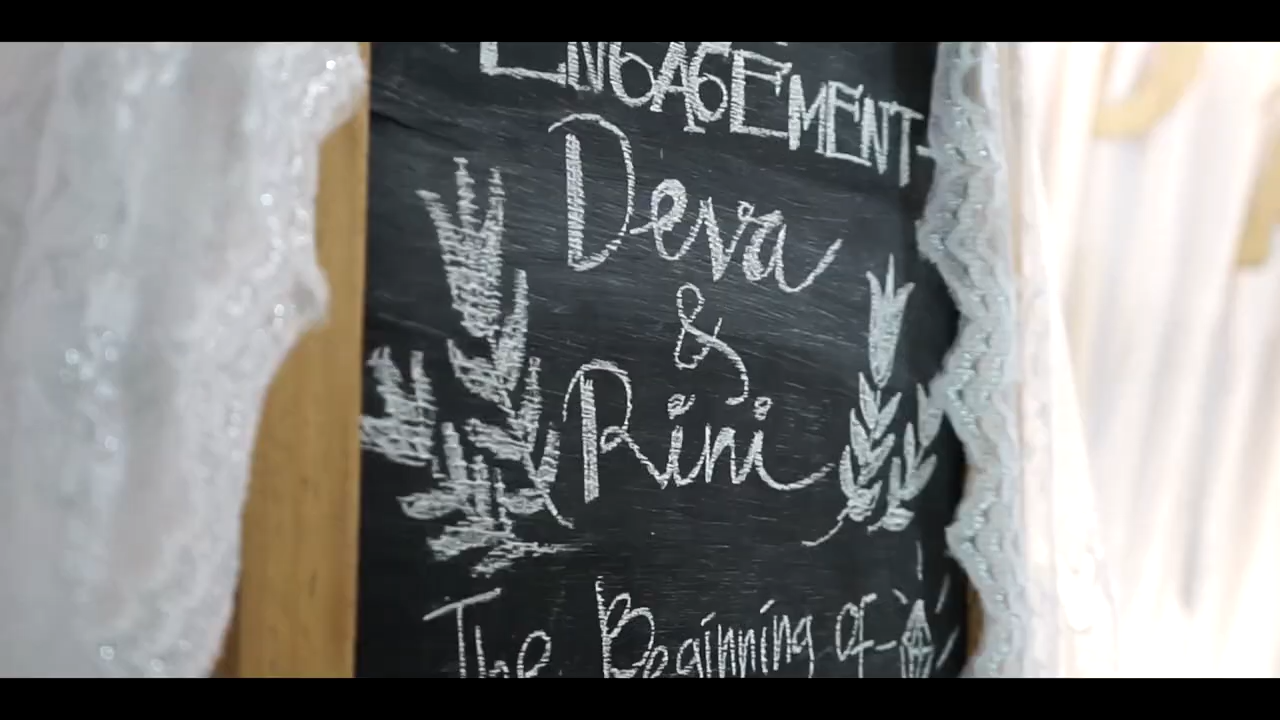 ENGAGEMENT
Deva
&
Rini
The Beginning of